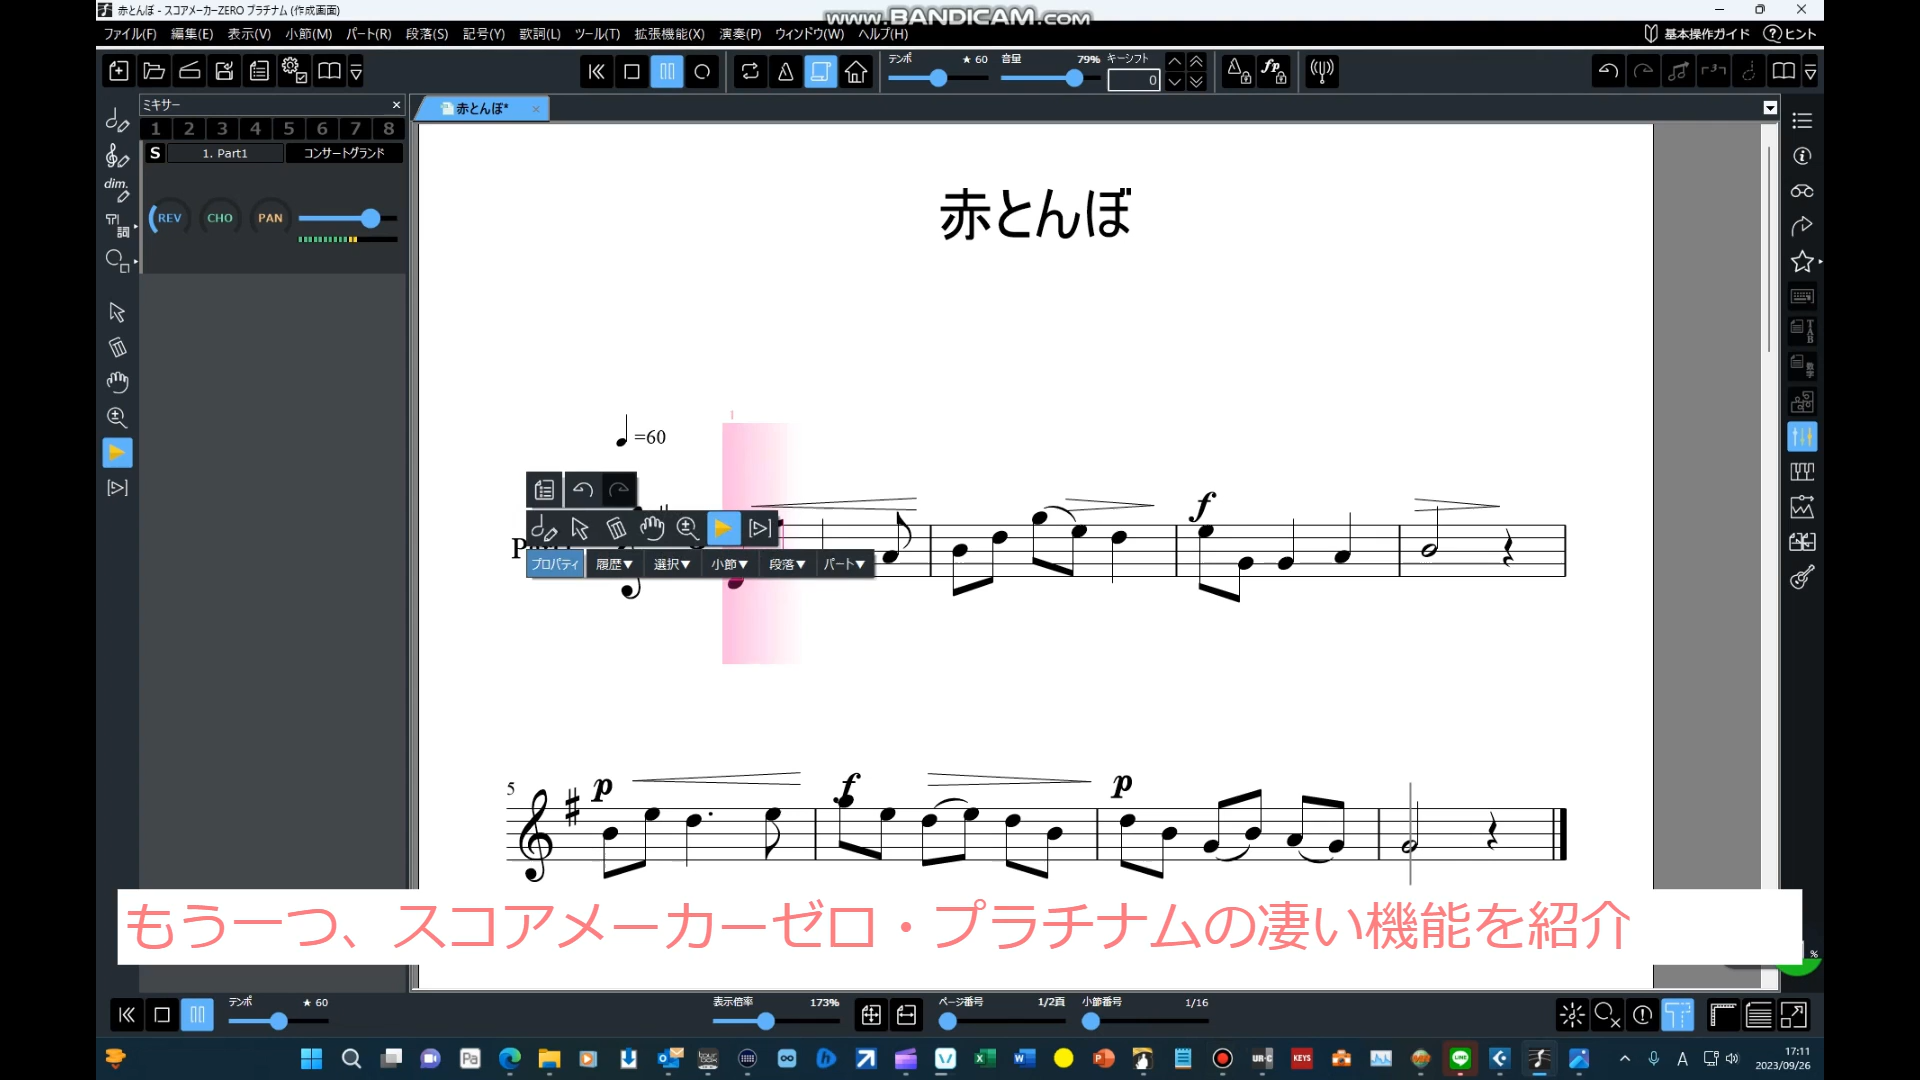 赤とんぼ - スコアメーカーZERO プラチナム (作成画面)
www.BANDICAM.com
ファイル(F) 編集(E) 表示(V) 小節(M) パート(R) 段落(S) 記号(Y) 歌詞(L) ツール(T) 拡張機能(X) 演奏(P) ウィンドウ(W) ヘルプ(H) 基本操作ガイド ヒント
テンポ ★ 60 音量 79% キーシフト
0
ミキサー
赤とんぼ*
1 2 3 4 5 6 7 8
S 1. Part1 コンサートグランド
dim.
詞
REV CHO PAN
赤とんぼ
=60
f
プロパティ 履歴▼ 選択▼ 小節▼ 段落▼ パート▼
5 p f p
もう一つ、スコアメーカーゼロ・プラチナムの凄い機能を紹介
%
テンポ ★ 60 表示倍率 173% ページ番号 1/2頁 小節番号 1/16
17:11
2023/09/26